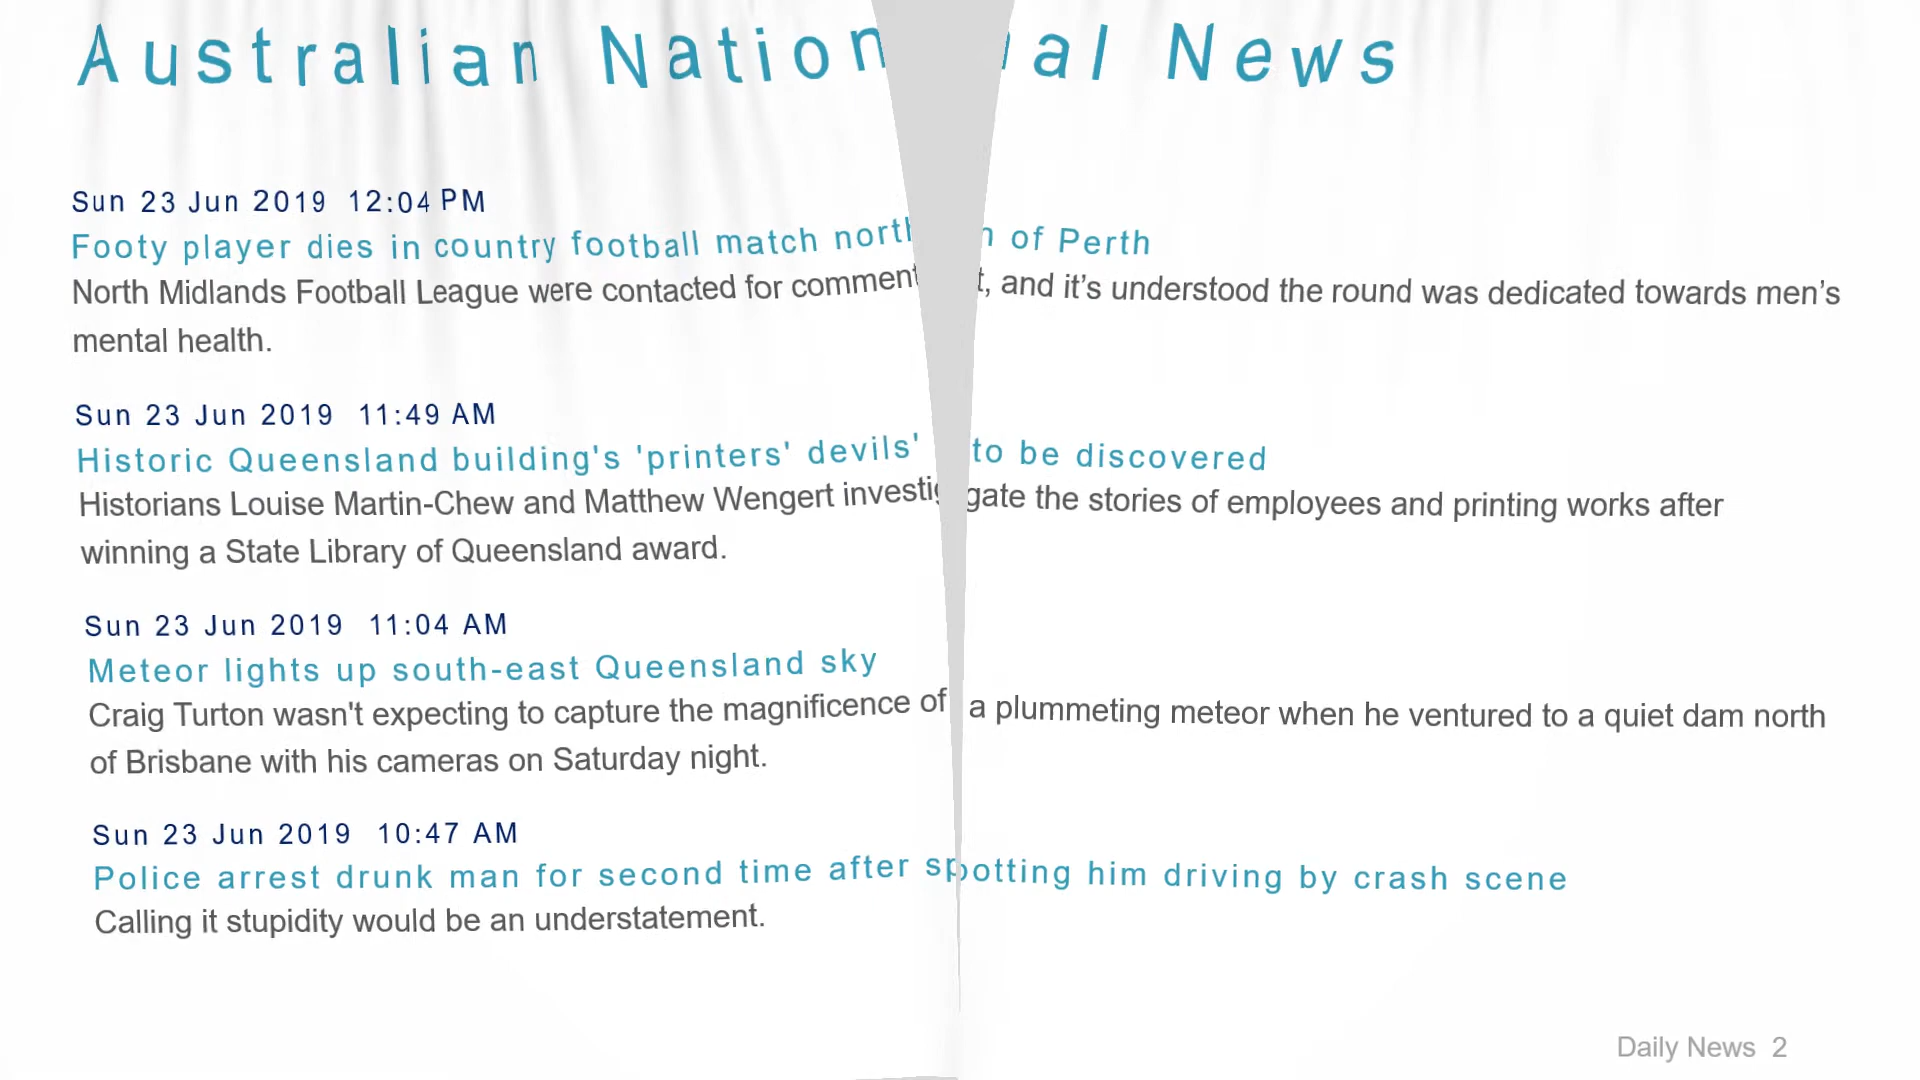 Australian National News
Sun 23 Jun 2019 12:04 PM
Footy player dies in country football match north of Perth
North Midlands Football League were contacted for comment, and it’s understood the round was dedicated towards men’s
mental health.
Sun 23 Jun 2019 11:49 AM
Historic Queensland building's 'printers' devils' to be discovered
Historians Louise Martin-Chew and Matthew Wengert investigate the stories of employees and printing works after
winning a State Library of Queensland award.
Sun 23 Jun 2019 11:04 AM
Meteor lights up south-east Queensland sky
Craig Turton wasn't expecting to capture the magnificence of a plummeting meteor when he ventured to a quiet dam north
of Brisbane with his cameras on Saturday night.
Sun 23 Jun 2019 10:47 AM
Police arrest drunk man for second time after spotting him driving by crash scene
Calling it stupidity would be an understatement.
Daily News 2